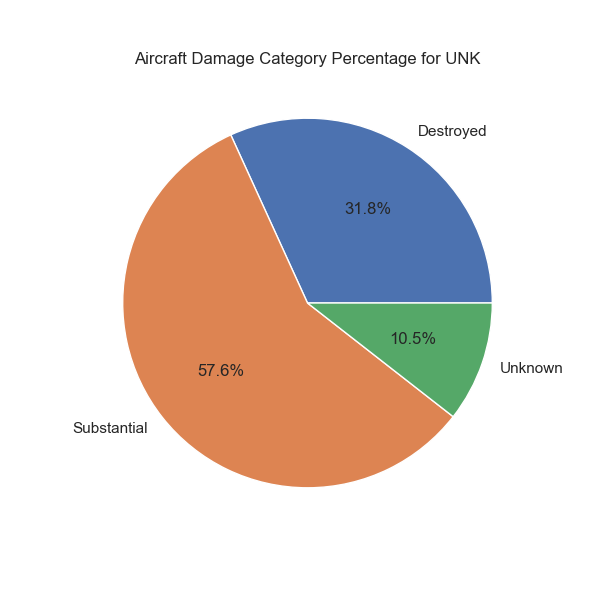 Aircraft Damage Category Percentage for UNK
Destroyed
31.8%
10.5%
Unknown
57.6%
Substantial